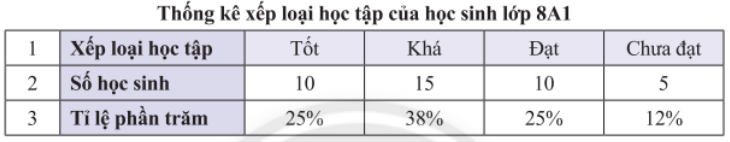 Thống kê xếp loại học tập của học sinh lớp 8A1
1 Xếp loại học tập Tốt Khá Đạt Chưa đạt
2 Số học sinh 10 15 10 5
3 Tỉ lệ phần trăm 25% 38% 25% 12%